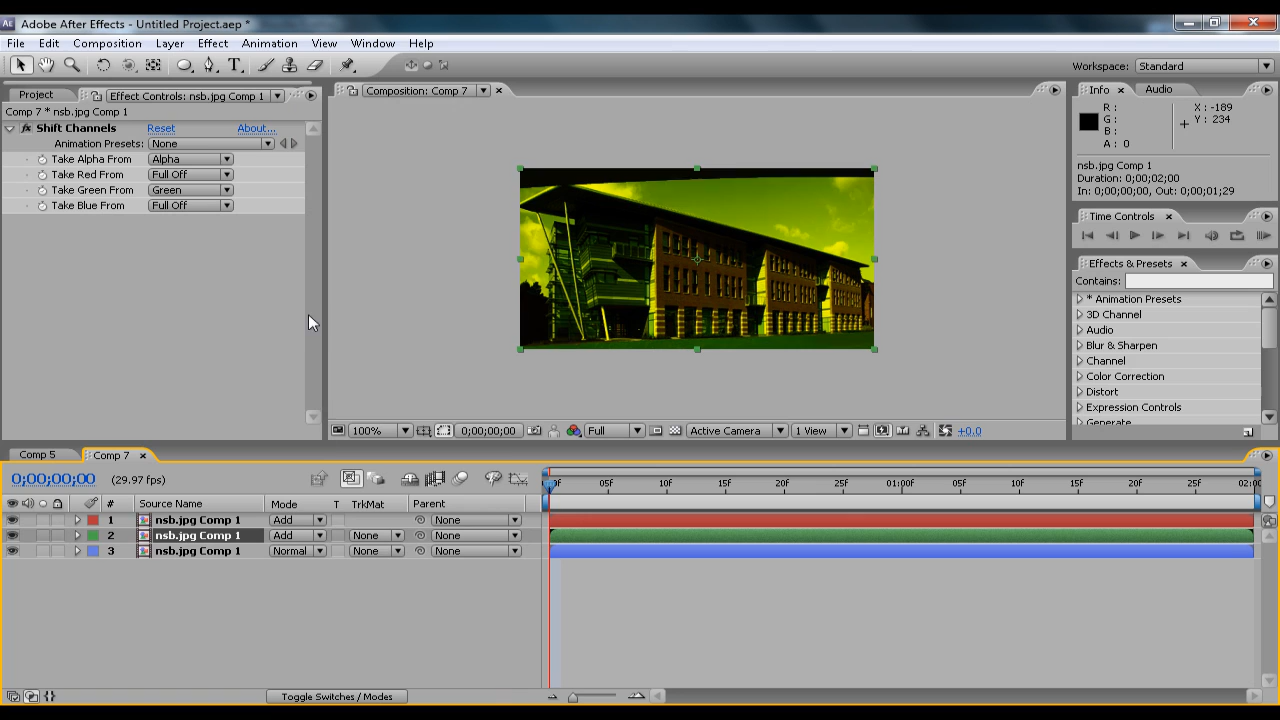 Adobe After Effects - Untitled Project.aep *
File Edit Composition Layer Effect Animation View Window Help
Workspace: Standard
Project Effect Controls: nsb.jpg Comp 1
Comp 7 * nsb.jpg Comp 1
Shift Channels Reset About...
Animation Presets: None
Take Alpha From Alpha
Take Red From Full Off
Take Green From Green
Take Blue From Full Off
Composition: Comp 7
100% 0;00;00;00 Full Active Camera 1 View +0.0
Info Audio
R : X : -189
G : Y : 234
B :
A : 0
nsb.jpg Comp 1
Duration: 0;00;02;00
In: 0;00;00;00, Out: 0;00;01;29
Time Controls
Effects & Presets
Contains:
* Animation Presets
3D Channel
Audio
Blur & Sharpen
Channel
Color Correction
Distort
Expression Controls
Generate
Comp 5 Comp 7
0;00;00;00 (29.97 fps)
05f 10f 15f 20f 25f 01:00f 05f 10f 15f 20f 25f
# Source Name Mode T TrkMat Parent
1 nsb.jpg Comp 1 Add None
2 nsb.jpg Comp 1 Add None None
3 nsb.jpg Comp 1 Normal None None
Toggle Switches / Modes